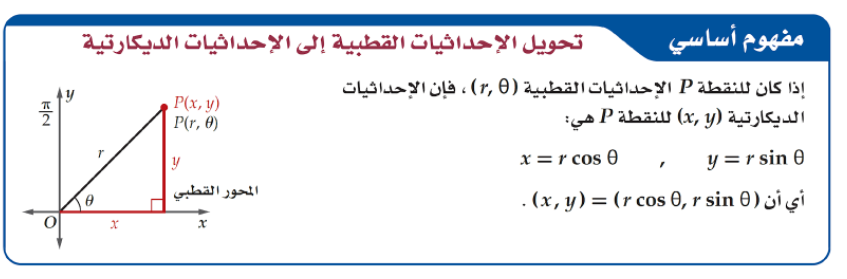 مفهوم أساسي
تحويل الإحداثيات القطبية إلى الإحداثيات الديكارتية
إذا كان للنقطة P الإحداثيات القطبية (r, θ) ، فإن الإحداثيات
الديكارتية (x, y) للنقطة P هي:
x = r cos θ , y = r sin θ
أي أن (x, y) = (r cos θ, r sin θ) .
y
π/2
P(x, y)
P(r, θ)
r
y
θ
المحور القطبي
O
x
x